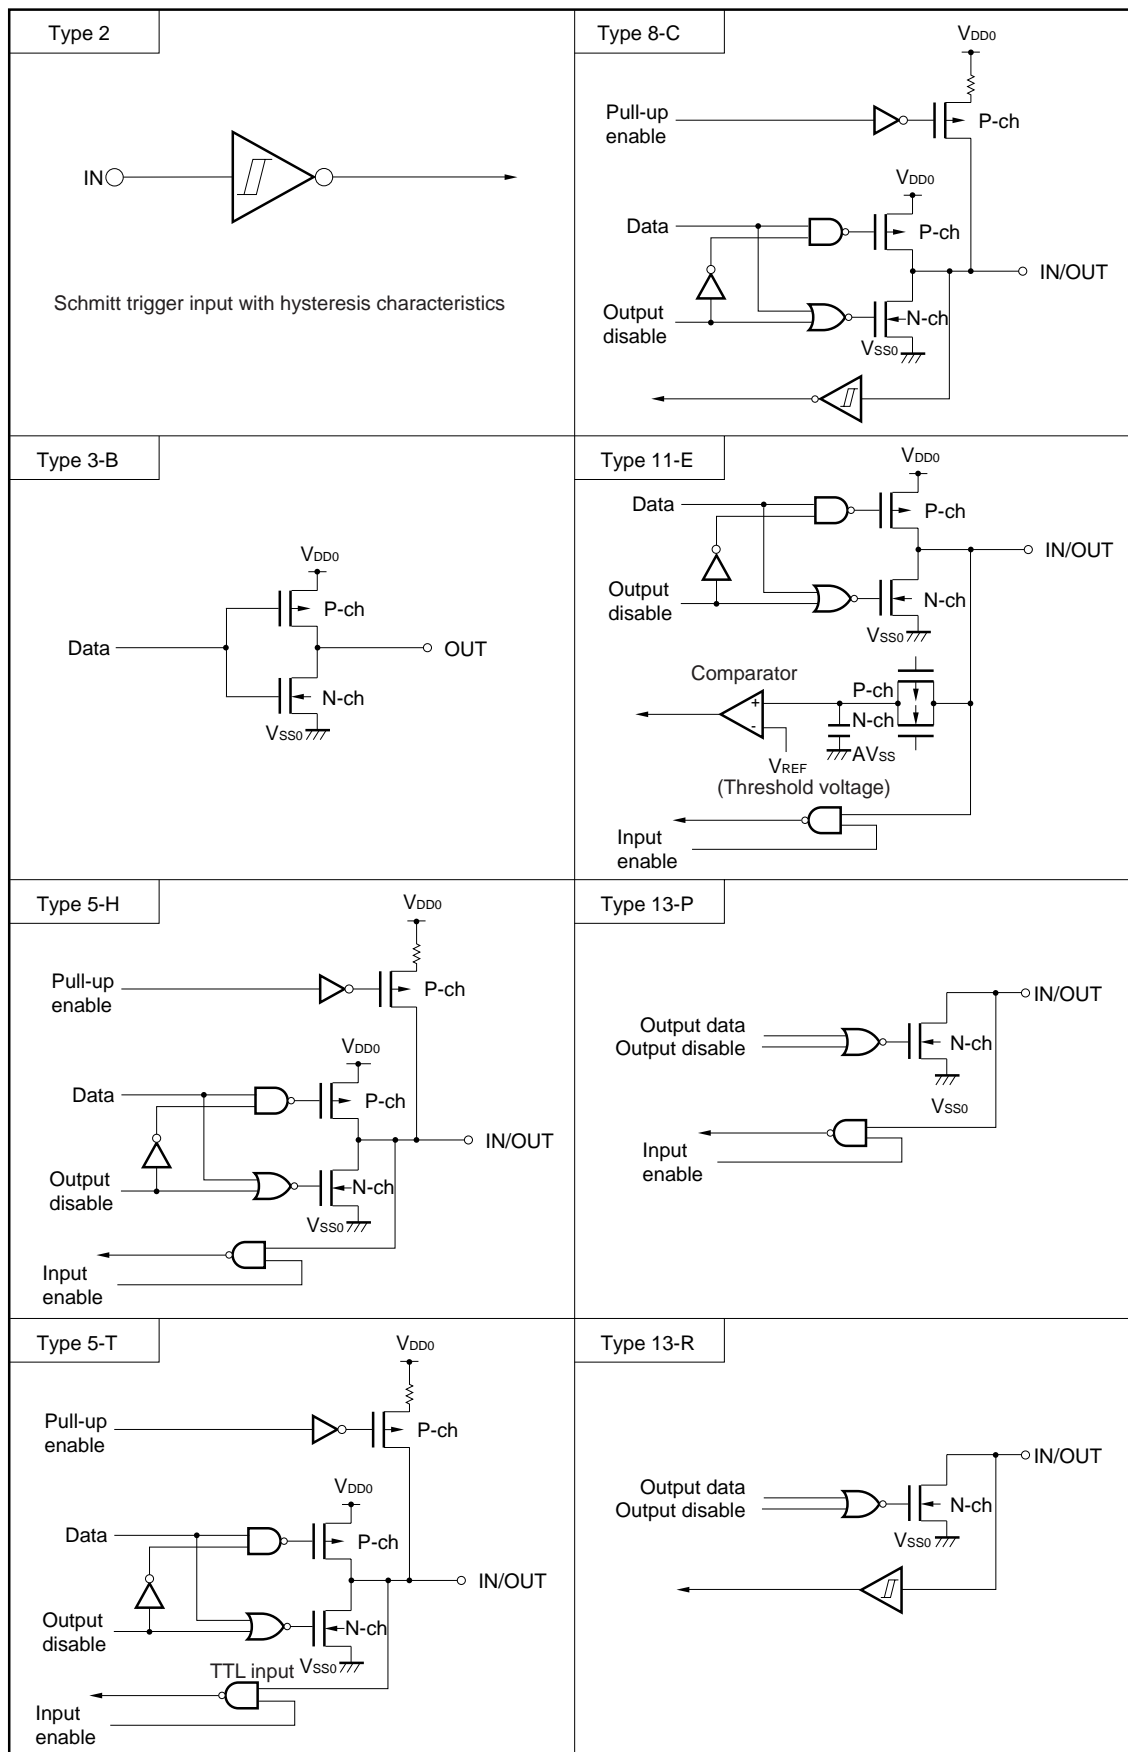 Type 2
IN
Schmitt trigger input with hysteresis characteristics
Type 8-C
VDD0
Pull-up
enable
P-ch
VDD0
Data
P-ch
IN/OUT
Output
disable
N-ch
VSS0
Type 3-B
VDD0
P-ch
Data
OUT
N-ch
VSS0
Type 11-E
VDD0
Data
P-ch
IN/OUT
Output
disable
N-ch
VSS0
Comparator
P-ch
+
N-ch
-
AVSS
VREF
(Threshold voltage)
Input
enable
Type 5-H
VDD0
Pull-up
enable
P-ch
VDD0
Data
P-ch
IN/OUT
Output
disable
N-ch
VSS0
Input
enable
Type 13-P
IN/OUT
Output data
Output disable
N-ch
VSS0
Input
enable
Type 5-T
VDD0
Pull-up
enable
P-ch
VDD0
Data
P-ch
IN/OUT
Output
disable
N-ch
VSS0
TTL input
Input
enable
Type 13-R
IN/OUT
Output data
Output disable
N-ch
VSS0